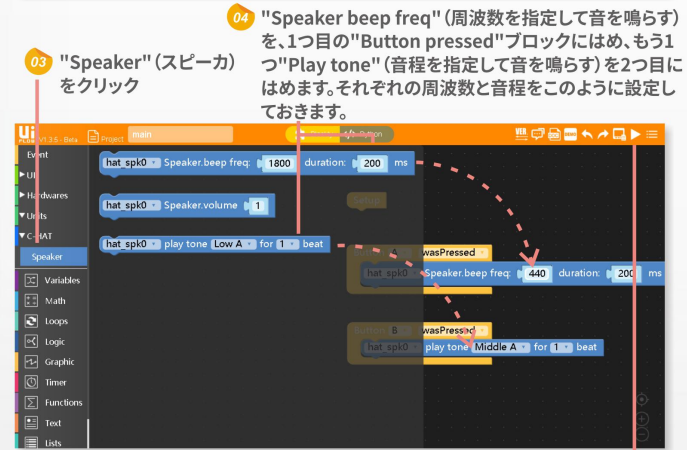 04 "Speaker beep freq"(周波数を指定して音を鳴らす)
を、1つ目の"Button pressed"ブロックにはめ、もう1
つ"Play tone"(音程を指定して音を鳴らす)を2つ目に
はめます。それぞれの周波数と音程をこのように設定し
ておきます。
03 "Speaker"(スピーカ)
をクリック
V1.3.5 - Beta Project main Button
Event
UI
Hardwares
Units
C-HAT
Speaker
Variables
Math
Loops
Logic
Graphic
Timer
Functions
Text
Lists
hat_spk0 Speaker.beep freq: 1800 duration: 200 ms
hat_spk0 Speaker.volume 1
hat_spk0 play tone Low A for 1 beat
Setup
Button A wasPressed
hat_spk0 Speaker.beep freq: 440 duration: 200 ms
Button B wasPressed
hat_spk0 play tone Middle A for 1 beat